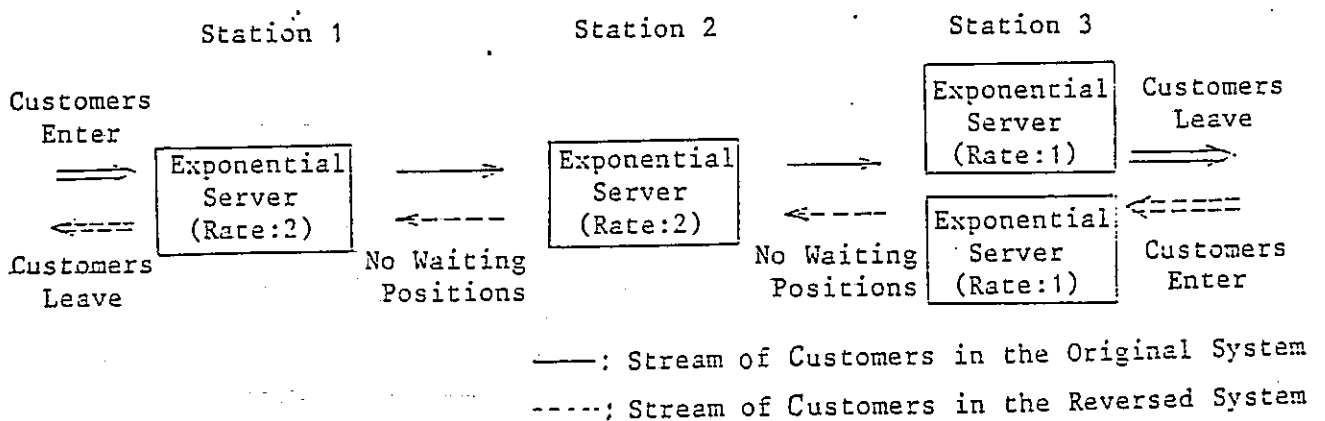 Station 1
Station 2
Station 3
Customers
Enter
Exponential
Server
(Rate:2)
Customers
Leave
No Waiting
Positions
Exponential
Server
(Rate:2)
No Waiting
Positions
Exponential
Server
(Rate:1)
Exponential
Server
(Rate:1)
Customers
Leave
Customers
Enter
———: Stream of Customers in the Original System
-----: Stream of Customers in the Reversed System